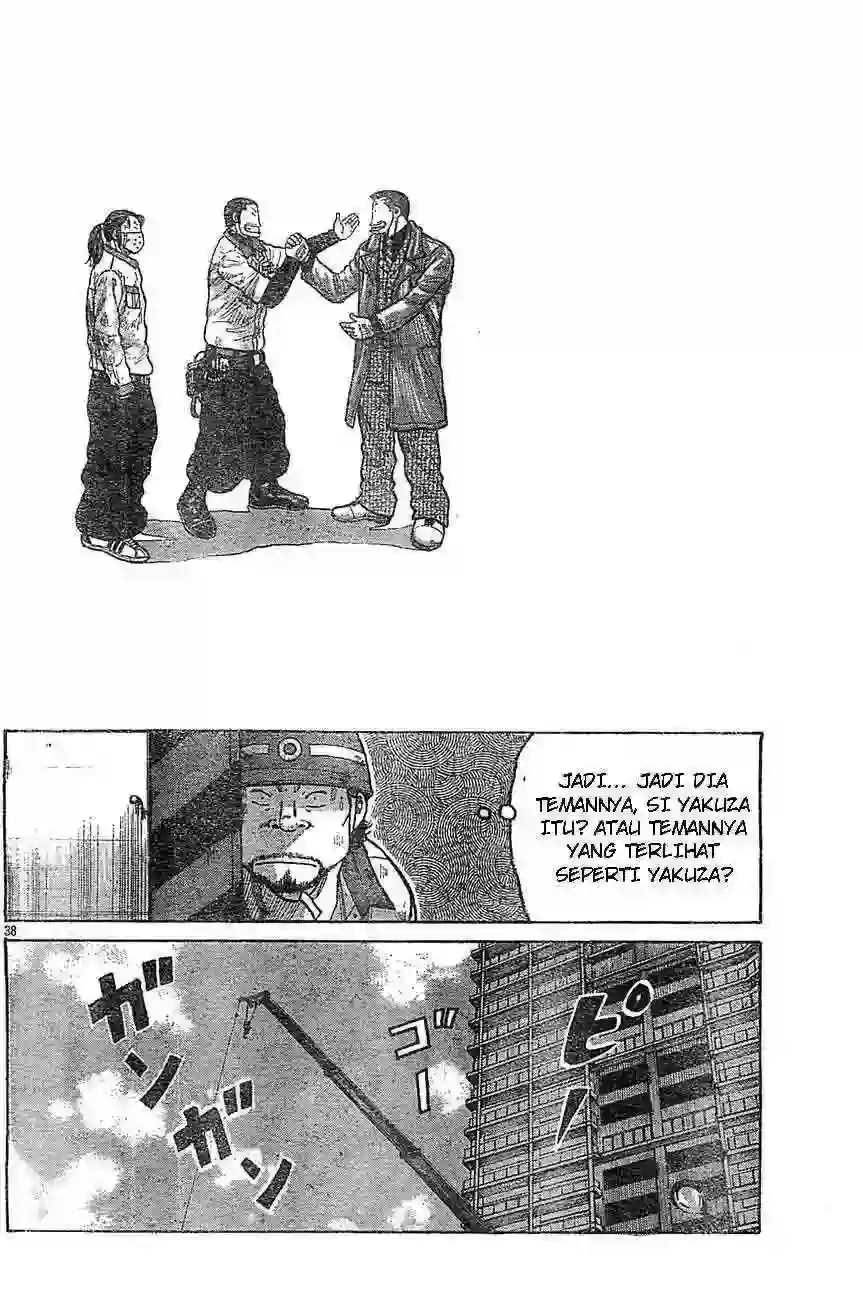 JADI... JADI DIA
TEMANNYA, SI YAKUZA
ITU? ATAU TEMANNYA
YANG TERLIHAT
SEPERTI YAKUZA?
38
ガン
ガン
ゴー
ピー